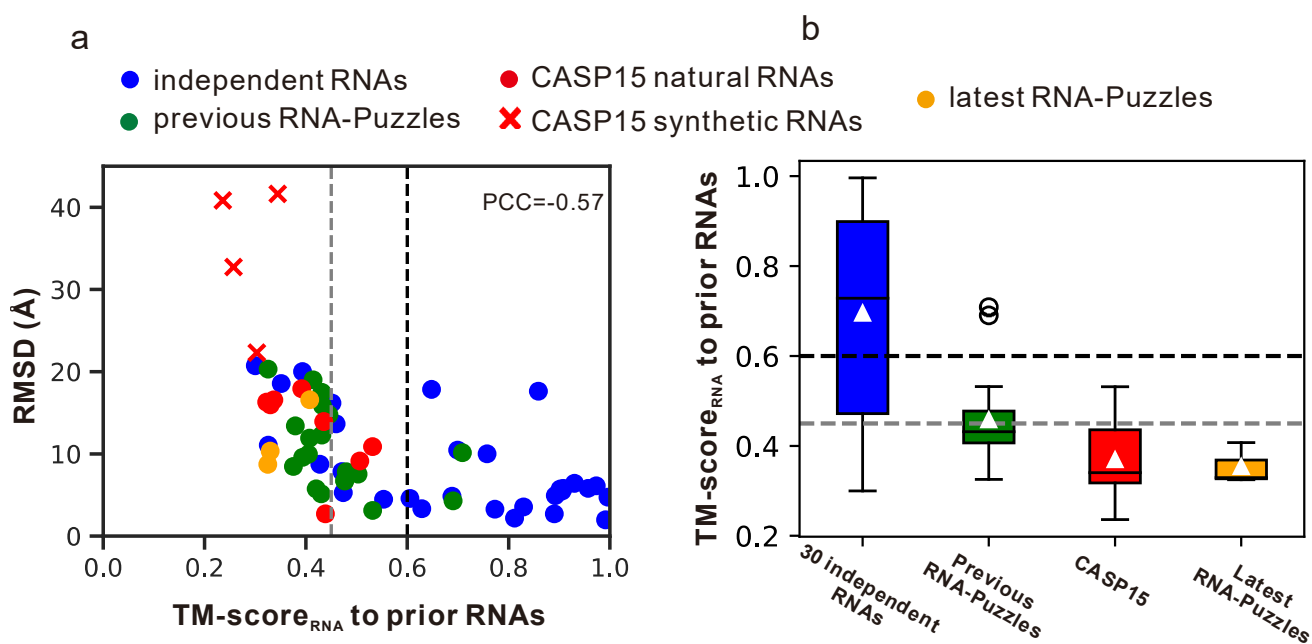 a
independent RNAs
CASP15 natural RNAs
previous RNA-Puzzles
CASP15 synthetic RNAs
latest RNA-Puzzles
PCC=-0.57
RMSD (Å)
40
30
20
10
0
0.0 0.2 0.4 0.6 0.8 1.0
TM-scoreRNA to prior RNAs
b
TM-scoreRNA to prior RNAs
1.0
0.8
0.6
0.4
0.2
30 independent
RNAs
Previous
RNA-Puzzles
CASP15
Latest
RNA-Puzzles